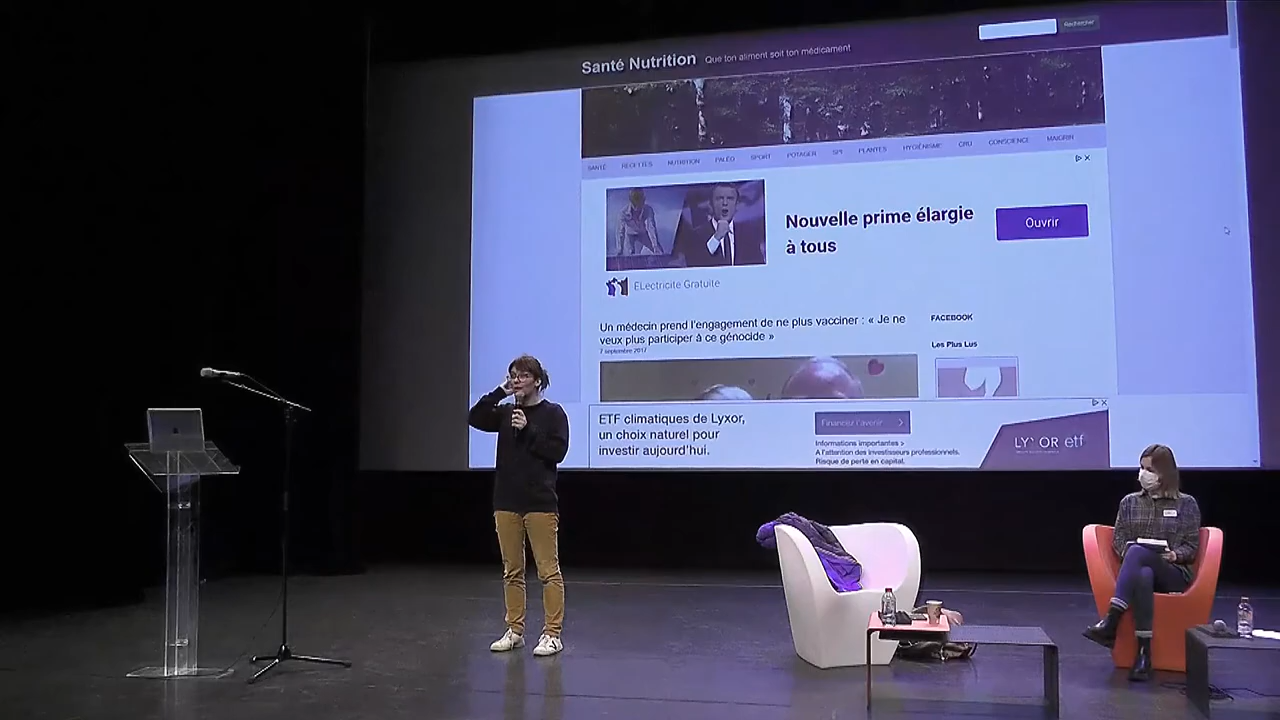 Rechercher
Santé Nutrition Que ton aliment soit ton médicament
SANTÉ RECETTES NUTRITION PALÉO SPORT POTAGER SPI PLANTES HYGIÉNISME CRU CONSCIENCE MAIGRIR
Nouvelle prime élargie
à tous
Ouvrir
ELectricite Gratuite
Un médecin prend l'engagement de ne plus vacciner : « Je ne
veux plus participer à ce génocide »
7 septembre 2017
FACEBOOK
Les Plus Lus
ETF climatiques de Lyxor,
un choix naturel pour
investir aujourd'hui.
Financez l'avenir
Informations importantes >
A l'attention des investisseurs professionnels.
Risque de perte en capital.
LYXOR etf